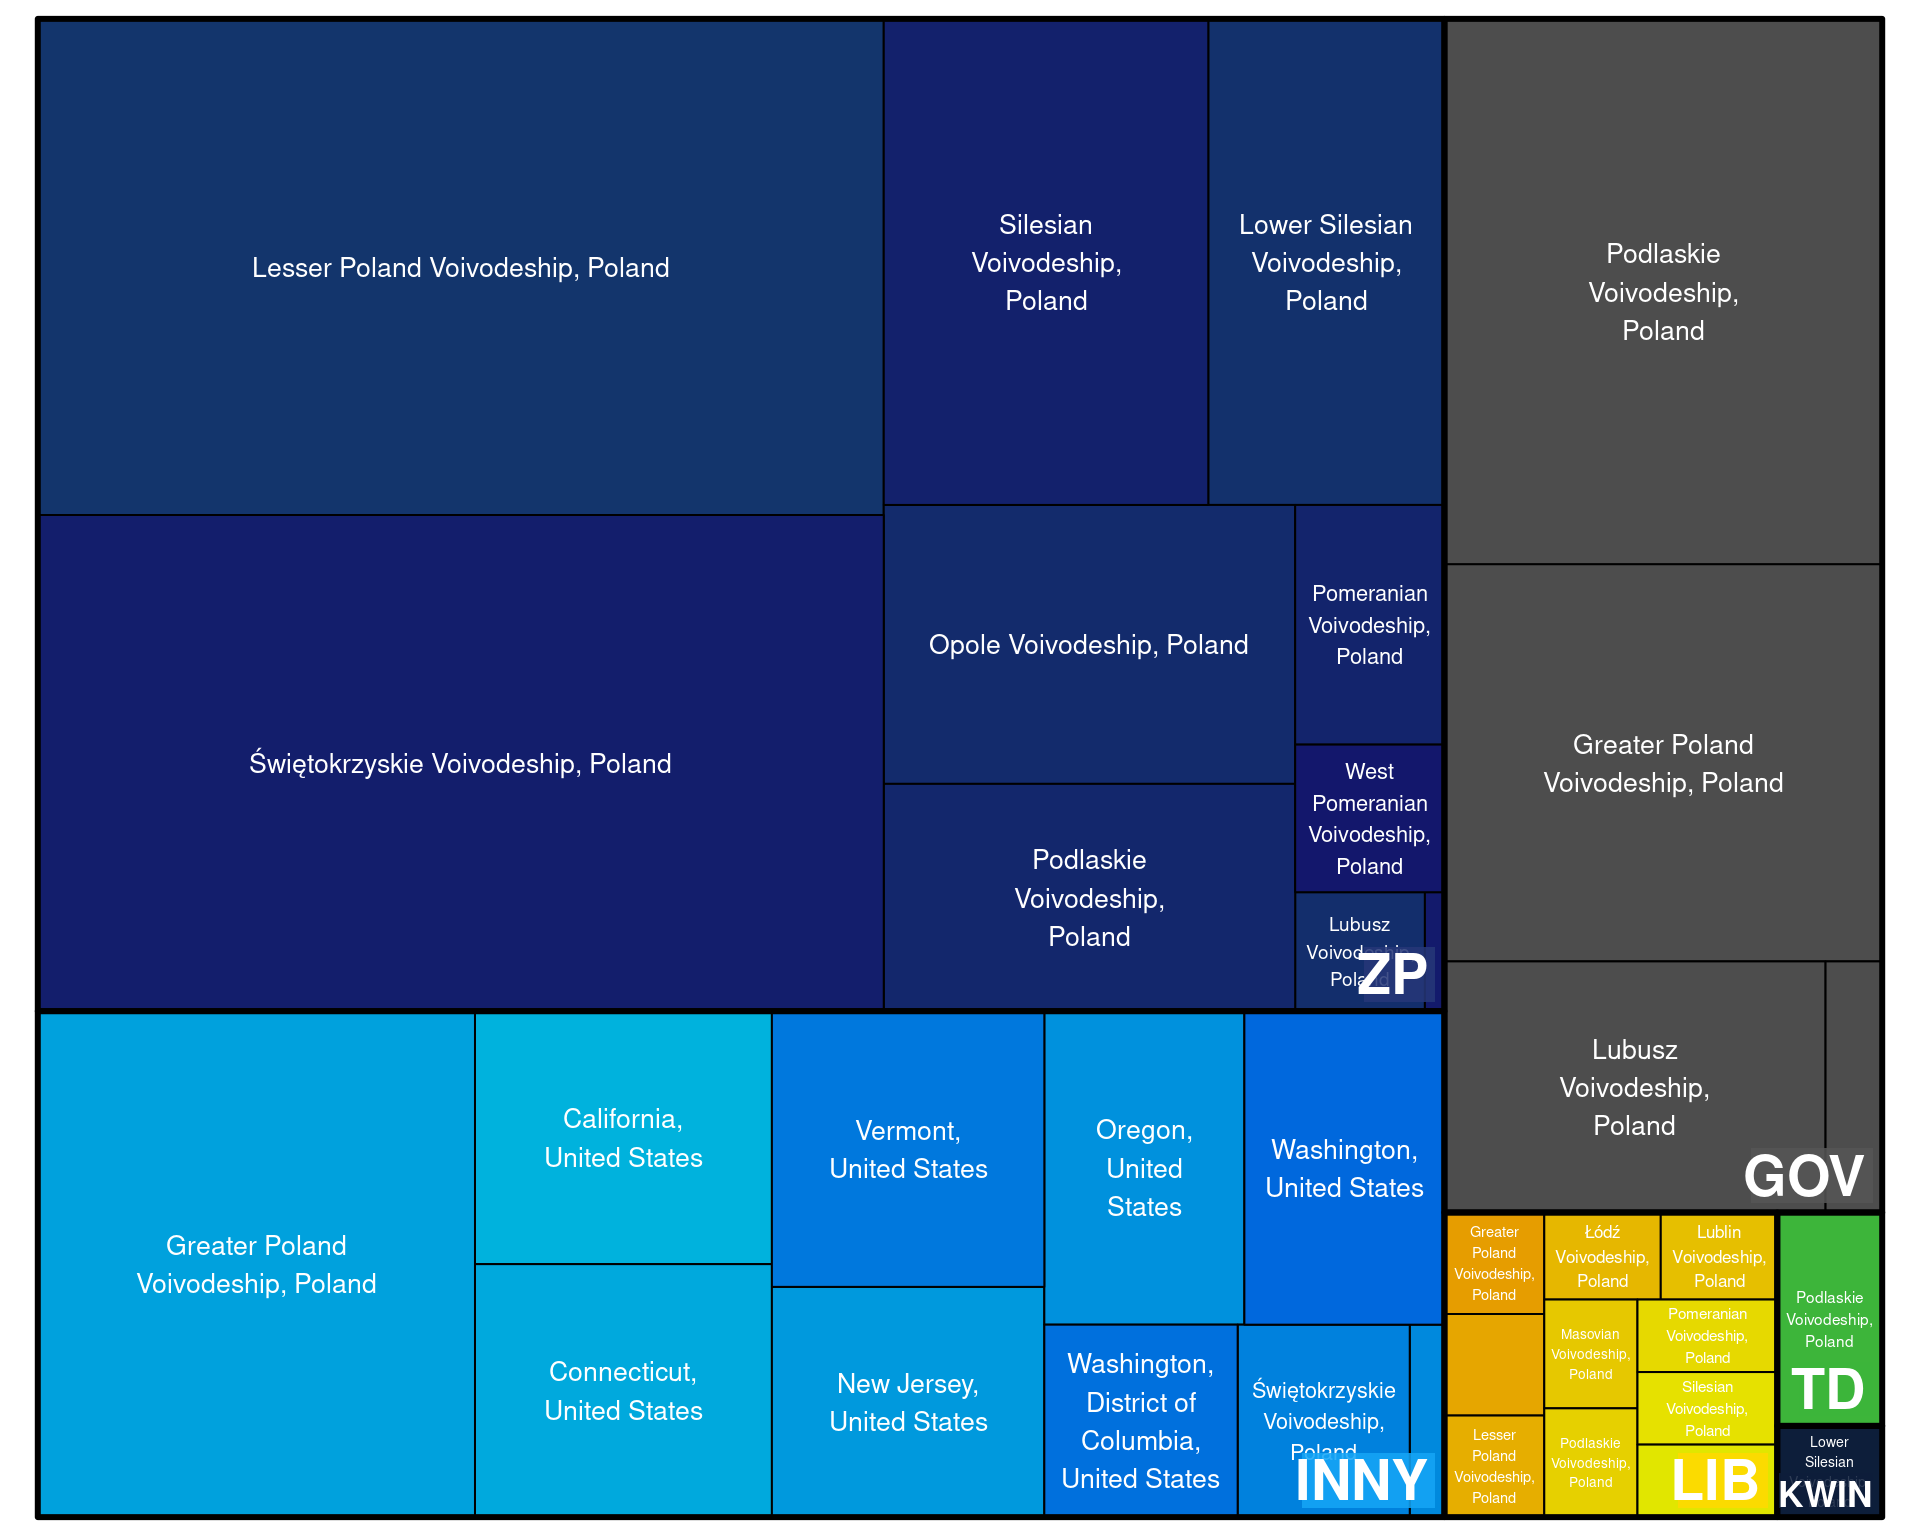 Lesser Poland Voivodeship, Poland
Silesian
Voivodeship,
Poland
Lower Silesian
Voivodeship,
Poland
Świętokrzyskie Voivodeship, Poland
Opole Voivodeship, Poland
Pomeranian
Voivodeship,
Poland
West
Pomeranian
Voivodeship,
Poland
Podlaskie
Voivodeship,
Poland
Lubusz
Voivodeship,
Poland
ZP
Podlaskie
Voivodeship,
Poland
Greater Poland
Voivodeship, Poland
Lubusz
Voivodeship,
Poland
GOV
Greater Poland
Voivodeship, Poland
California,
United States
Connecticut,
United States
Vermont,
United States
New Jersey,
United States
Oregon,
United
States
Washington,
United States
Washington,
District of
Columbia,
United States
Świętokrzyskie
Voivodeship,
Poland
INNY
Greater
Poland
Voivodeship,
Poland
Lesser
Poland
Voivodeship,
Poland
Łódź
Voivodeship,
Poland
Lublin
Voivodeship,
Poland
Masovian
Voivodeship,
Poland
Podlaskie
Voivodeship,
Poland
Pomeranian
Voivodeship,
Poland
Silesian
Voivodeship,
Poland
LIB
Podlaskie
Voivodeship,
Poland
TD
Lower
Silesian
KWIN